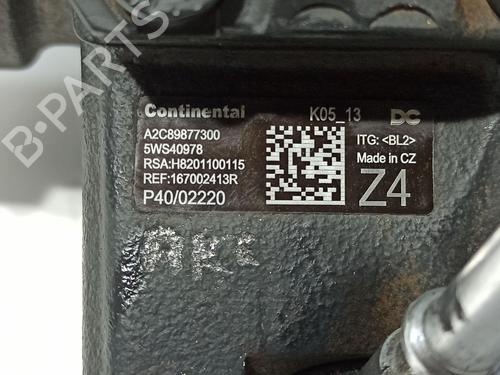 Continental K05_13 DC
A2C89877300 ITG: <BL2>
5WS40978 Made in CZ
RSA:H8201100115
REF:167002413R
P40/02220 Z4
B-PARTS